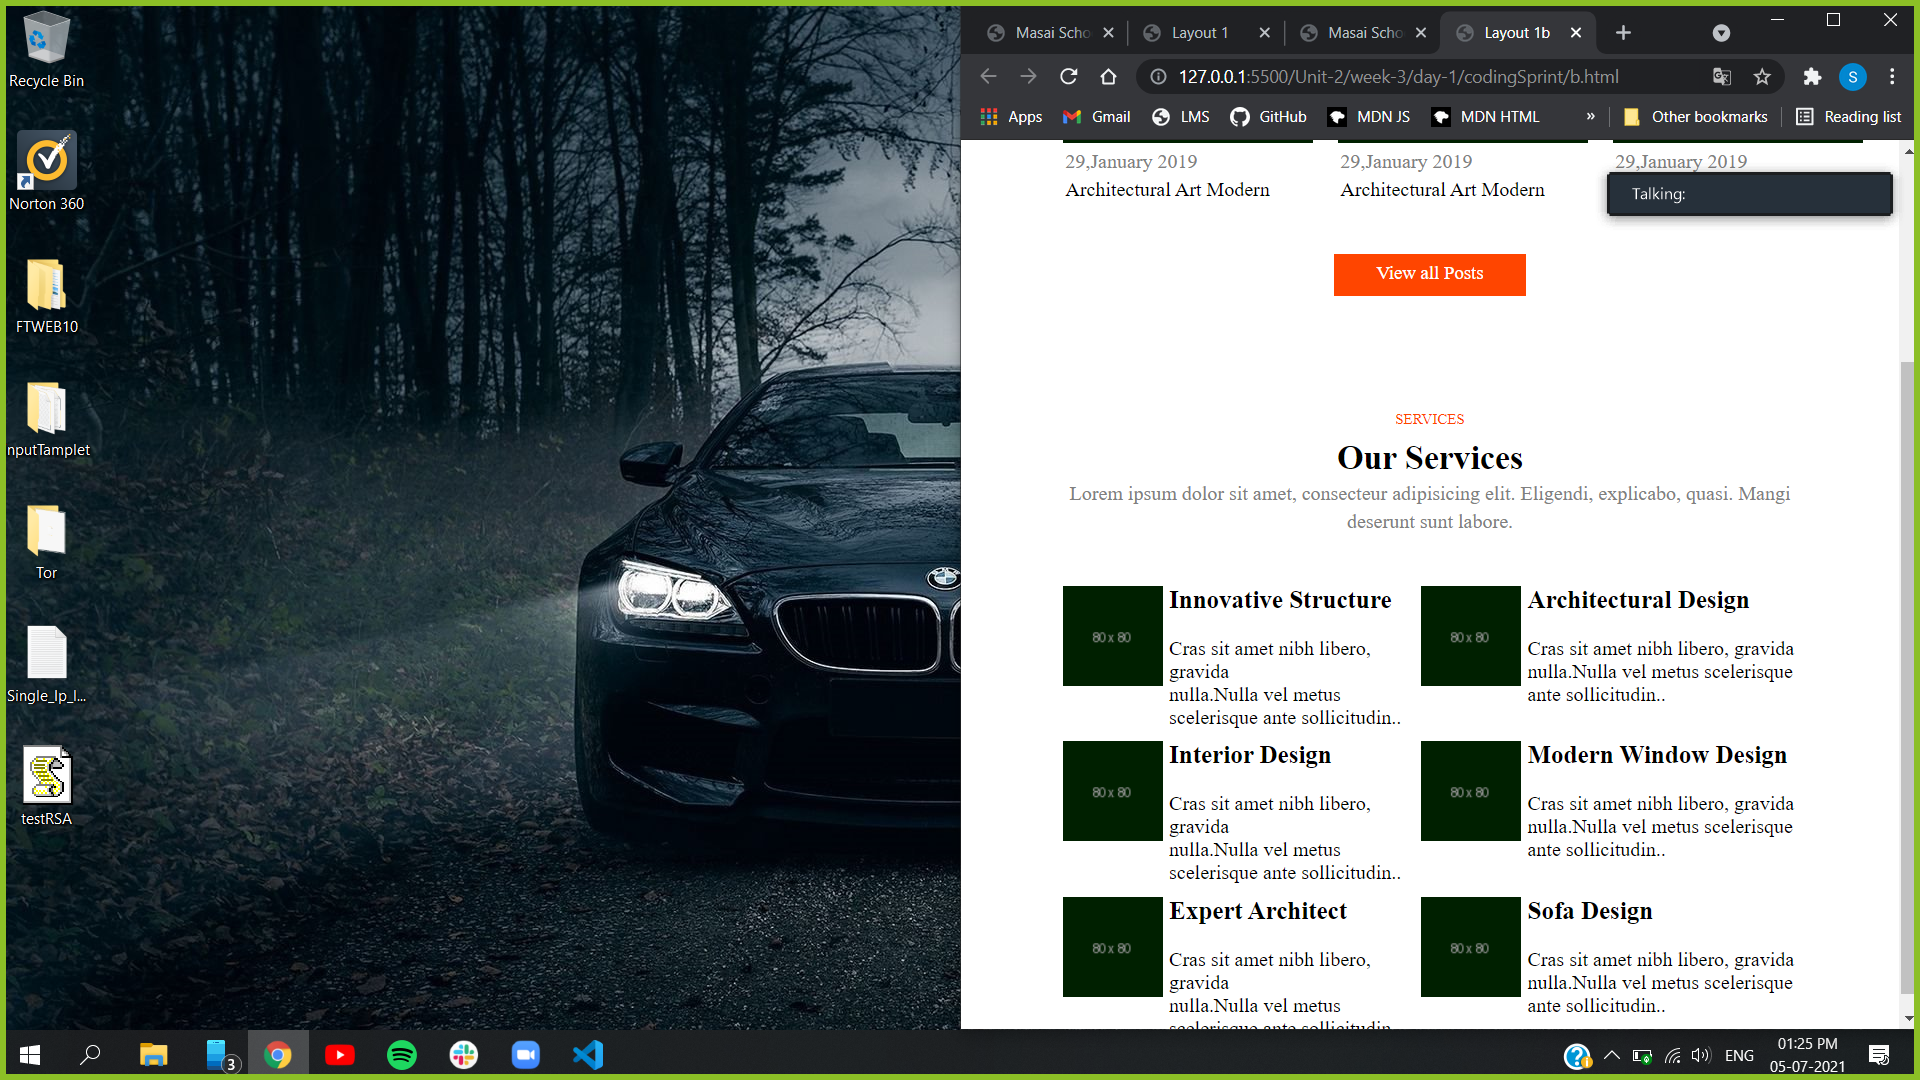 Recycle Bin
Norton 360
FTWEB10
nputTamplet
Tor
Single_Ip_I...
testRSA
Masai Scho
Layout 1
Masai Scho
Layout 1b
127.0.0.1:5500/Unit-2/week-3/day-1/codingSprint/b.html
S
Apps
Gmail
LMS
GitHub
MDN JS
MDN HTML
»
Other bookmarks
Reading list
29,January 2019
Architectural Art Modern
29,January 2019
Architectural Art Modern
29,January 2019
Talking:
View all Posts
SERVICES
Our Services
Lorem ipsum dolor sit amet, consecteur adipisicing elit. Eligendi, explicabo, quasi. Mangi
deserunt sunt labore.
80 x 80
Innovative Structure
Cras sit amet nibh libero,
gravida
nulla.Nulla vel metus
scelerisque ante sollicitudin..
80 x 80
Architectural Design
Cras sit amet nibh libero, gravida
nulla.Nulla vel metus scelerisque
ante sollicitudin..
80 x 80
Interior Design
Cras sit amet nibh libero,
gravida
nulla.Nulla vel metus
scelerisque ante sollicitudin..
80 x 80
Modern Window Design
Cras sit amet nibh libero, gravida
nulla.Nulla vel metus scelerisque
ante sollicitudin..
80 x 80
Expert Architect
Cras sit amet nibh libero,
gravida
nulla.Nulla vel metus
scelerisque ante sollicitudin
80 x 80
Sofa Design
Cras sit amet nibh libero, gravida
nulla.Nulla vel metus scelerisque
ante sollicitudin..
3
ENG
01:25 PM
05-07-2021